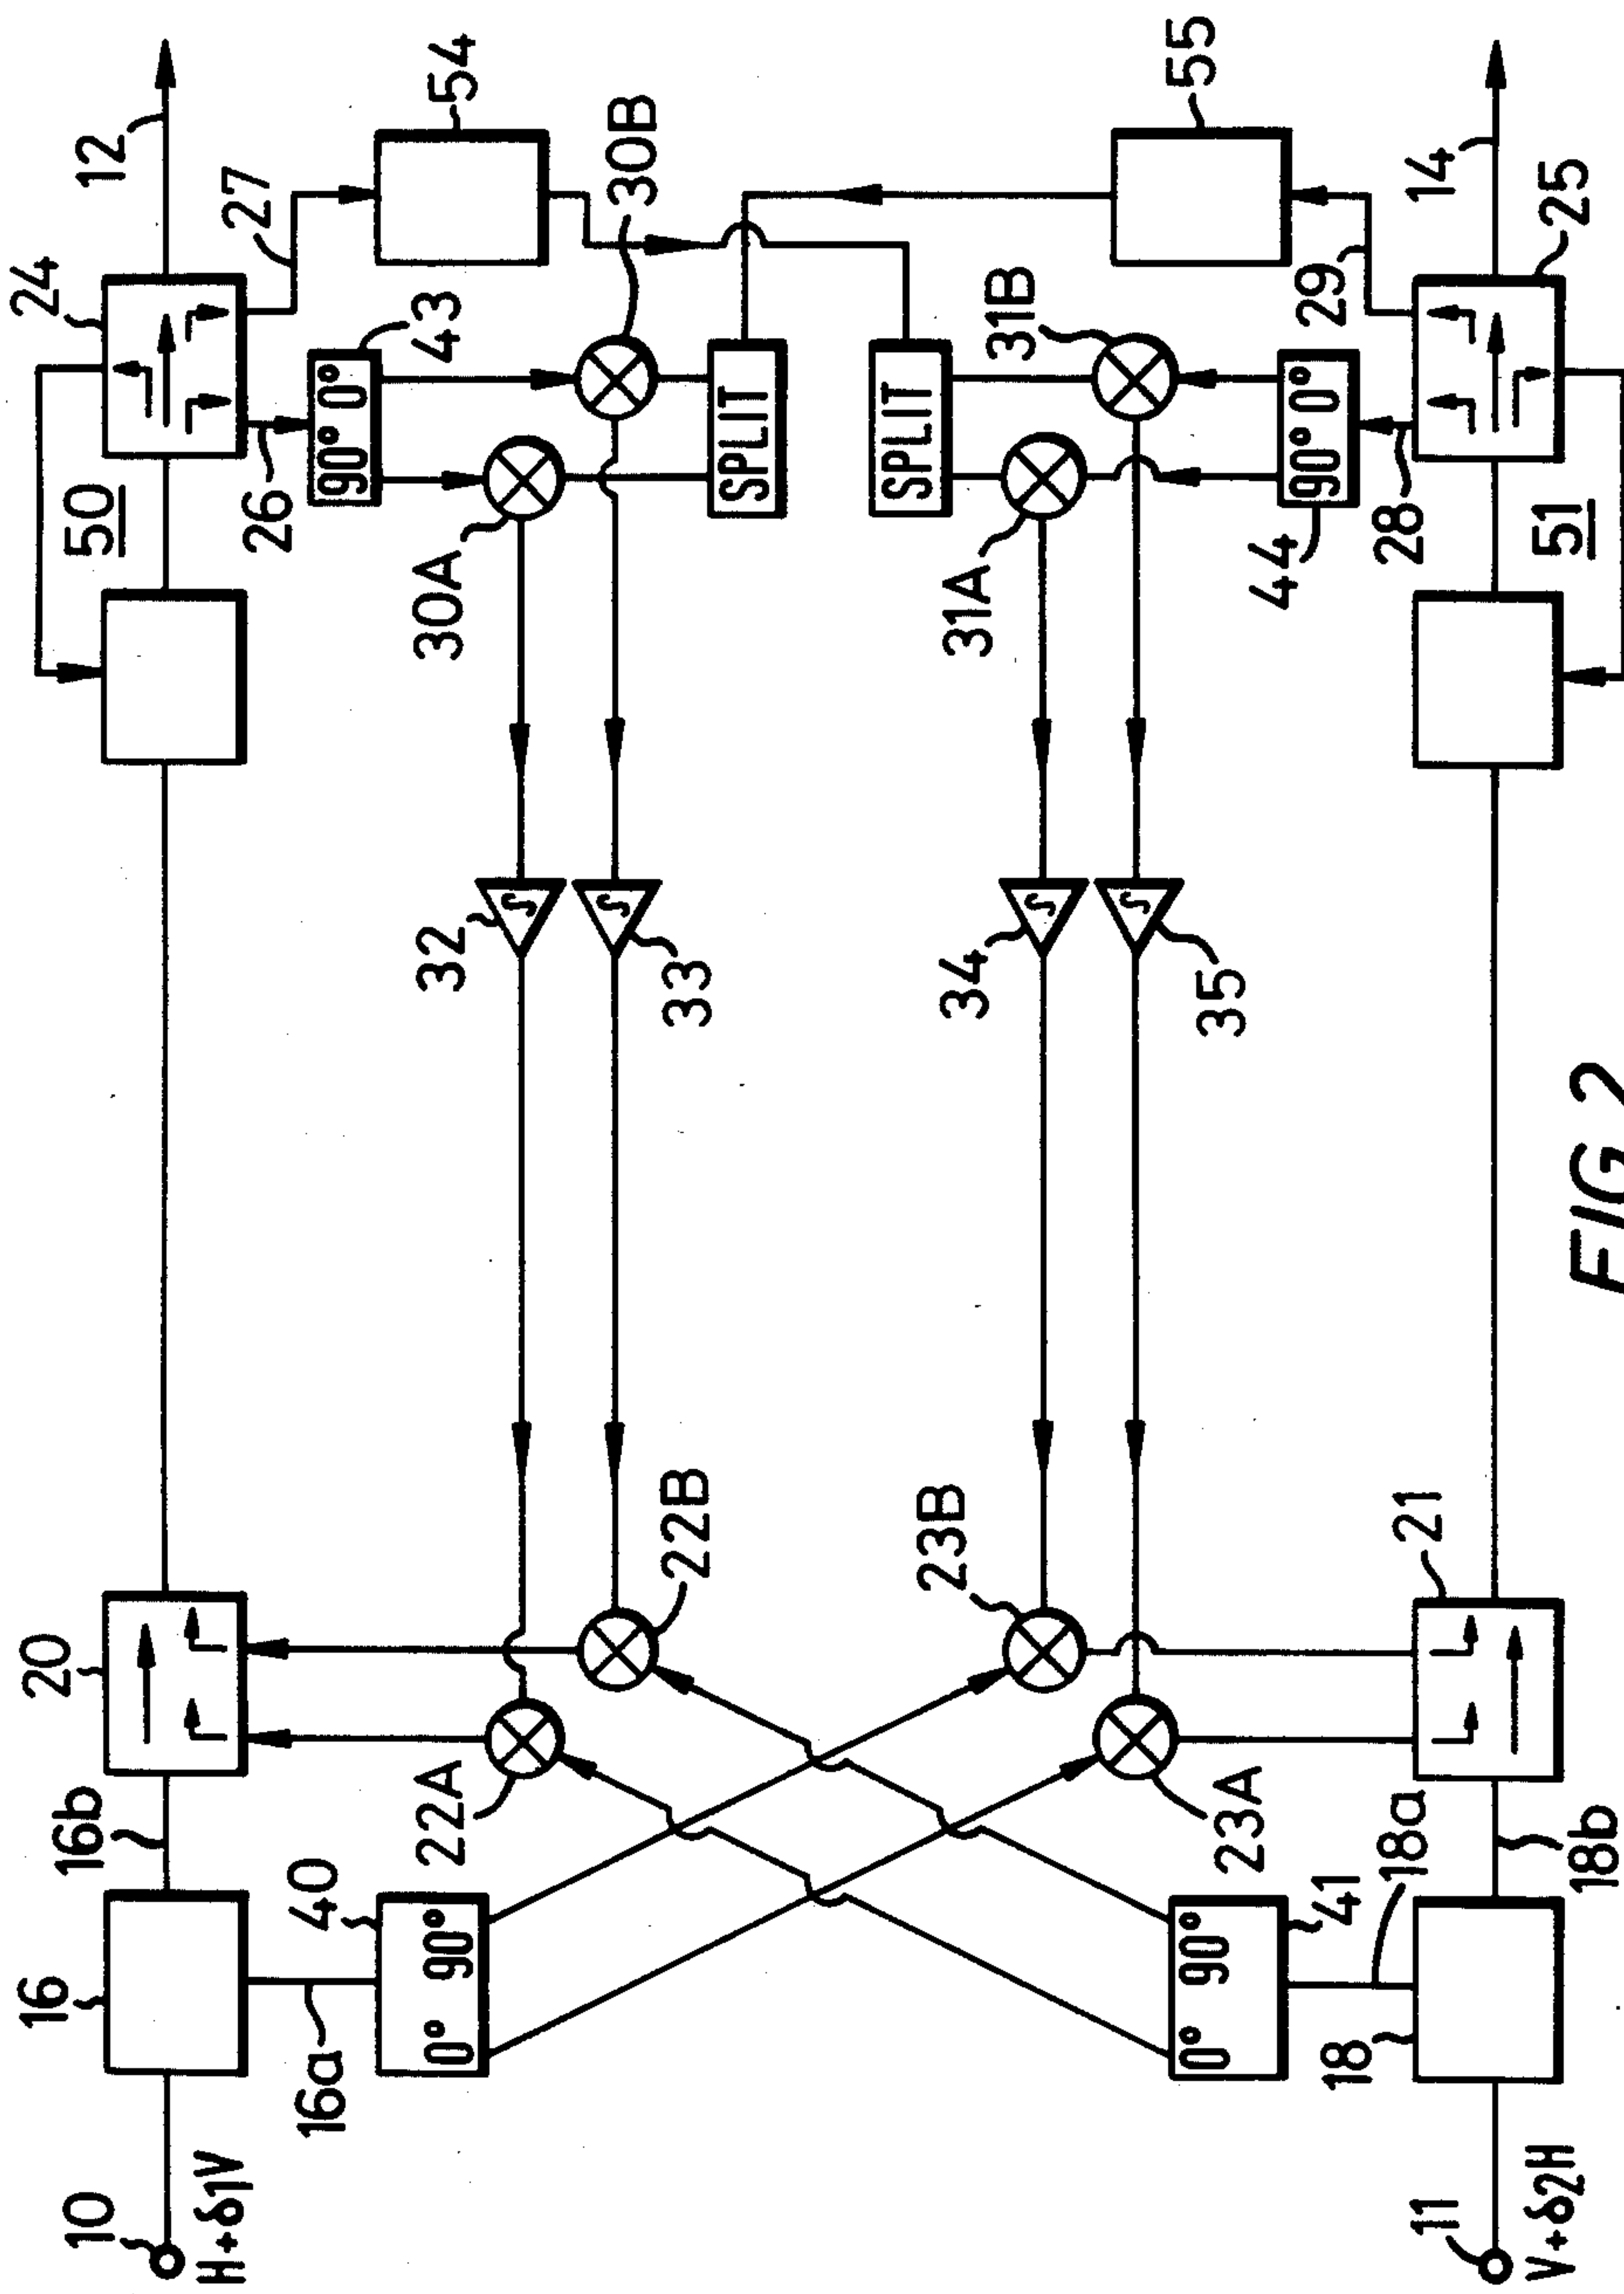 10
H+δ1V
16
16a
16b
40
0° 90°
20
22A
22B
32
33
50
24
12
26
27
90° 0°
43
54
30A
30B
SPLIT
SPLIT
31A
31B
34
35
23B
23A
0° 90°
41
18a
18
18b
21
11
V+δ2H
55
29
28
90° 0°
44
51
25
14
∫
∫
∫
∫
FIG. 2